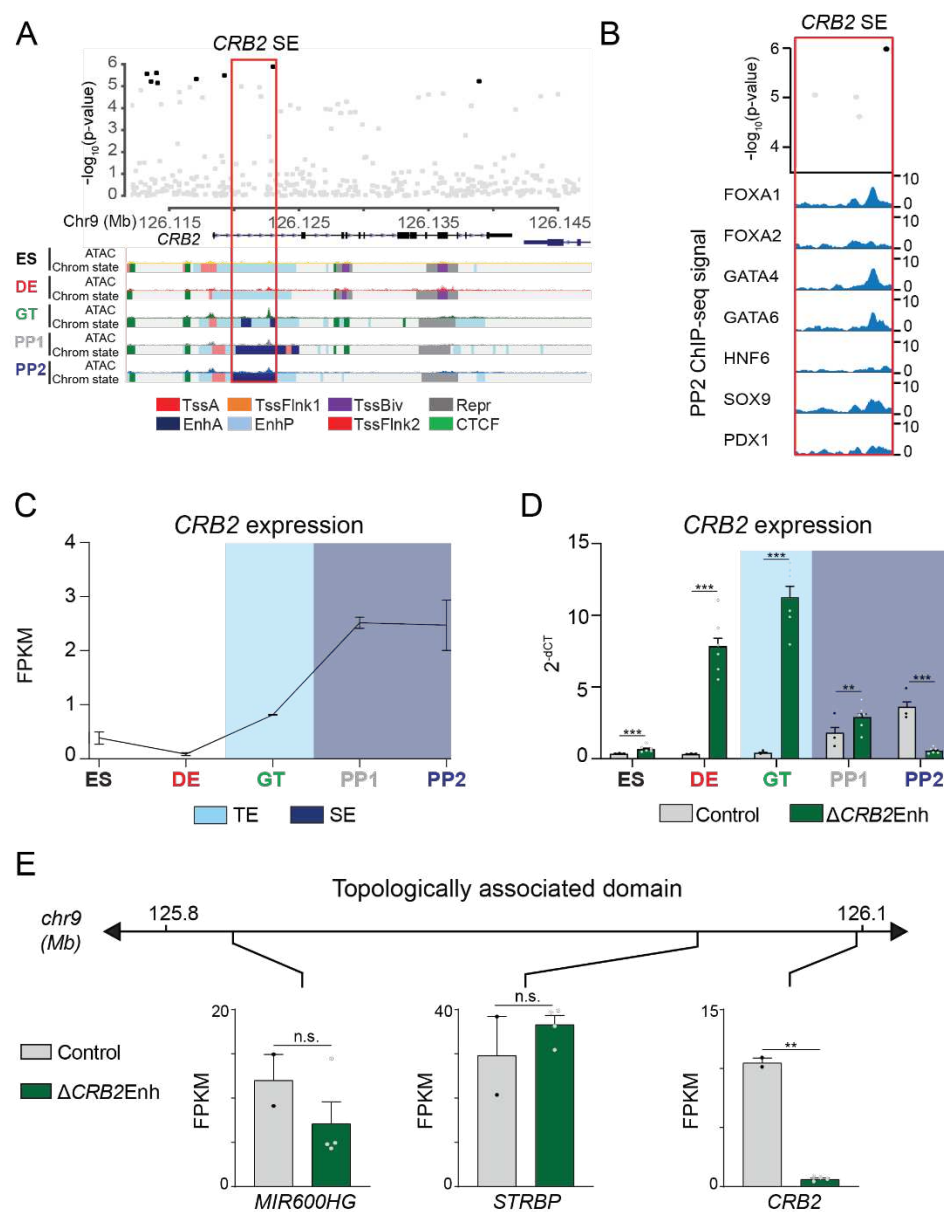 A
CRB2 SE
-log10(p-value)
6
5
4
3
2
1
0
Chr9 (Mb) 126.115 126.125 126.135 126.145
CRB2
ES ATAC
Chrom state
DE ATAC
Chrom state
GT ATAC
Chrom state
PP1 ATAC
Chrom state
PP2 ATAC
Chrom state
TssA TssFlnk1 TssBiv Repr
EnhA EnhP TssFlnk2 CTCF
B
CRB2 SE
-log10(p-value)
6
5
4
PP2 ChIP-seq signal
FOXA1 10
0
FOXA2 10
0
GATA4 10
0
GATA6 10
0
HNF6 10
0
SOX9 10
0
PDX1 10
0
C
CRB2 expression
FPKM
4
3
2
1
0
ES DE GT PP1 PP2
TE SE
D
CRB2 expression
2-dCT
15
10
5
0
*** *** *** ** ***
ES DE GT PP1 PP2
Control ΔCRB2Enh
E
Topologically associated domain
chr9
(Mb)
125.8 126.1
Control
ΔCRB2Enh
FPKM
20
0
n.s.
MIR600HG
FPKM
40
0
n.s.
STRBP
FPKM
15
0
**
CRB2